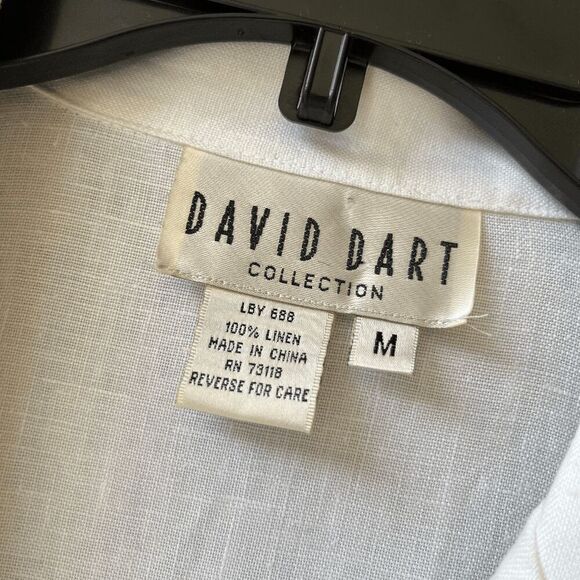 DAVID DART
COLLECTION
LBY 688
100% LINEN
MADE IN CHINA
RN 73118
REVERSE FOR CARE
M